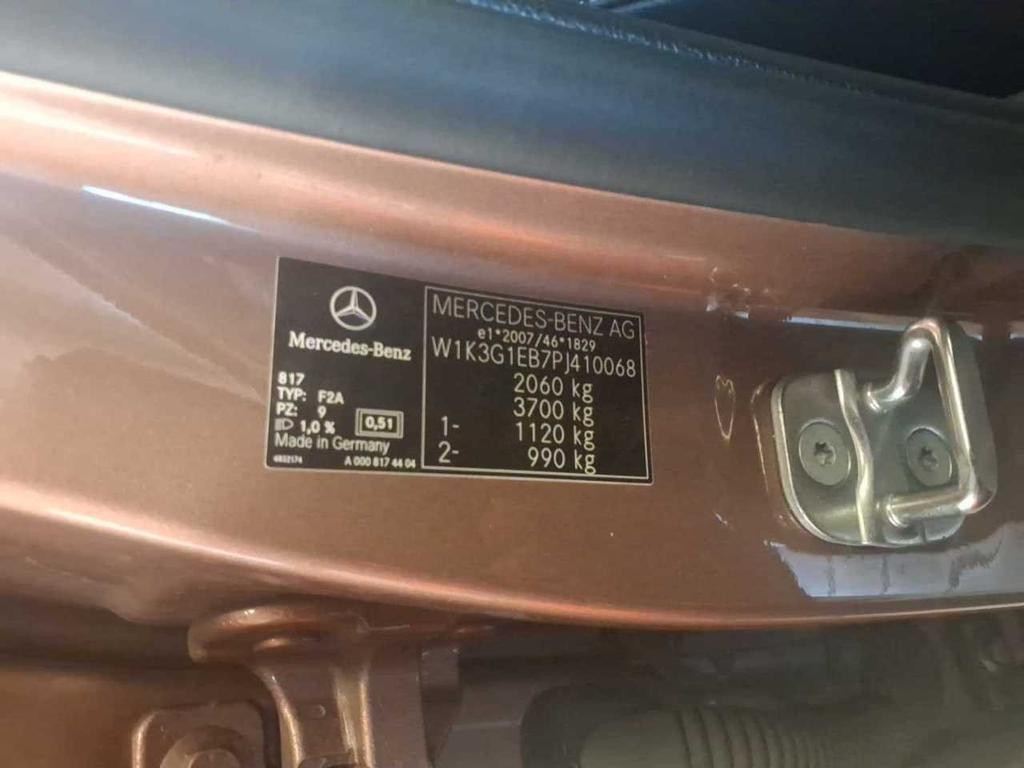 Mercedes-Benz
817
TYP: F2A
PZ: 9
1,0 %
0,51
Made in Germany
6832174
A 000 817 44 04
MERCEDES-BENZ AG
e1*2007/46*1829
W1K3G1EB7PJ410068
2060 kg
3700 kg
1- 1120 kg
2- 990 kg